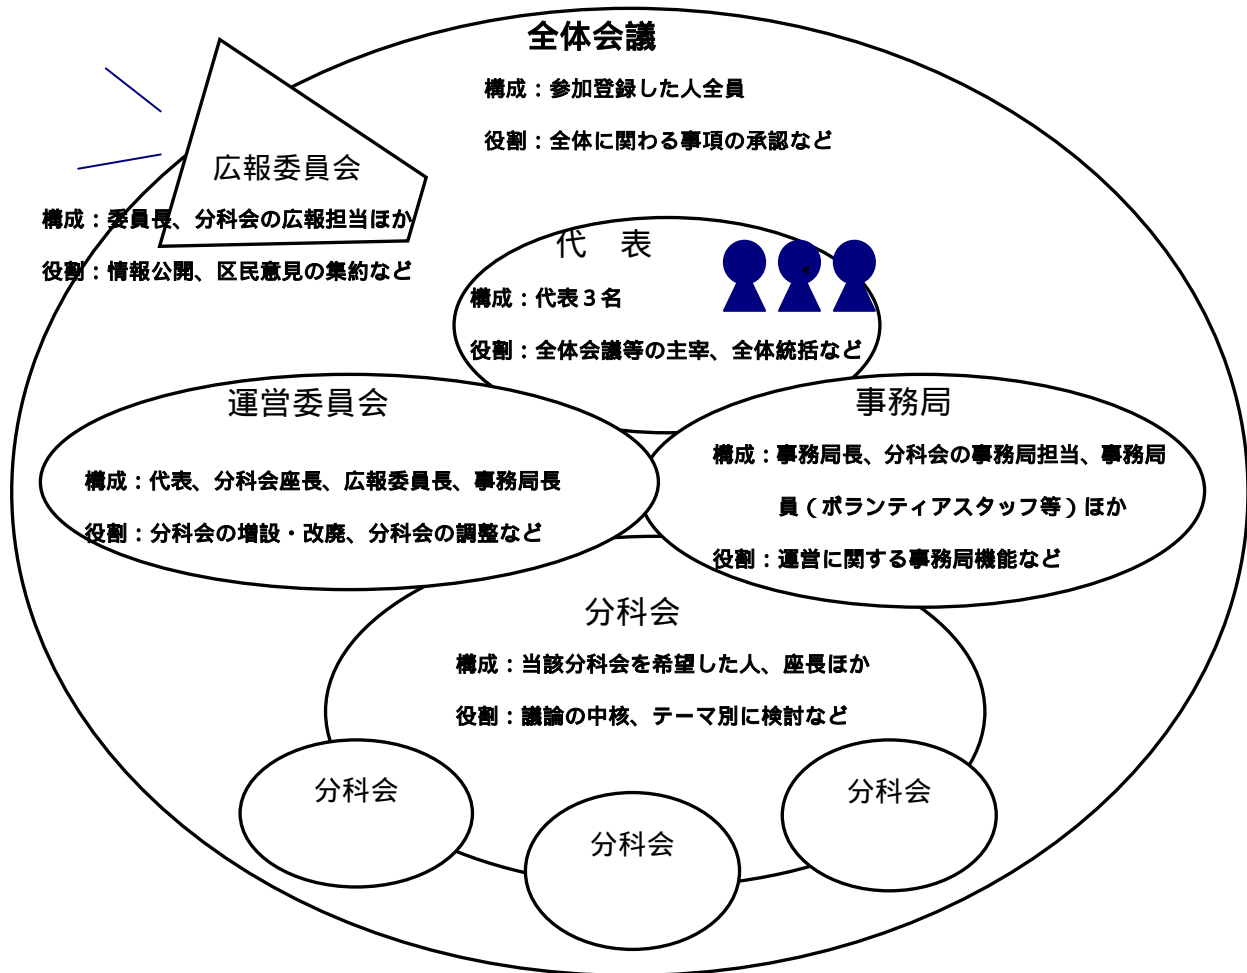 全体会議
構成：参加登録した人全員
役割：全体に関わる事項の承認など
広報委員会
構成：委員長、分科会の広報担当ほか
役割：情報公開、区民意見の集約など
代　表
構成：代表３名
役割：全体会議等の主宰、全体統括など
運営委員会
構成：代表、分科会座長、広報委員長、事務局長
役割：分科会の増設・改廃、分科会の調整など
事務局
構成：事務局長、分科会の事務局担当、事務局
員（ボランティアスタッフ等）ほか
役割：運営に関する事務局機能など
分科会
構成：当該分科会を希望した人、座長ほか
役割：議論の中核、テーマ別に検討など
分科会
分科会
分科会